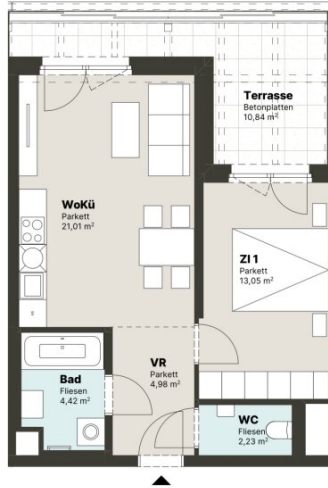 Terrasse
Betonplatten
10,84 m²
WoKü
Parkett
21,01 m²
ZI 1
Parkett
13,05 m²
VR
Parkett
4,98 m²
Bad
Fliesen
4,42 m²
WC
Fliesen
2,23 m²